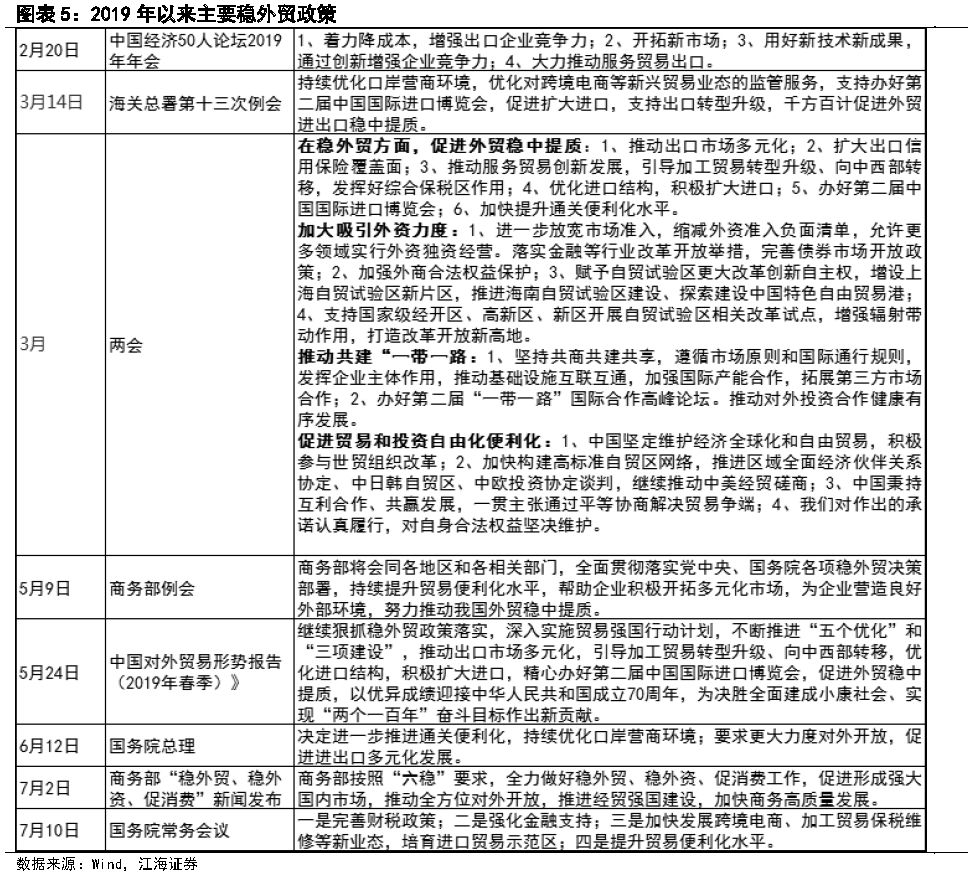 图表5：2019年以来主要稳外贸政策
2月20日
中国经济50人论坛2019
年年会
1、着力降成本，增强出口企业竞争力；2、开拓新市场；3、用好新技术新成果，
通过创新增强企业竞争力；4、大力推动服务贸易出口。
3月14日
海关总署第十三次例会
持续优化口岸营商环境，优化对跨境电商等新兴贸易业态的监管服务，支持办好第
二届中国国际进口博览会，促进扩大进口，支持出口转型升级，千方百计促进外贸
进出口稳中提质。
3月
两会
在稳外贸方面，促进外贸稳中提质：1、推动出口市场多元化；2、扩大出口信
用保险覆盖面；3、推动服务贸易创新发展，引导加工贸易转型升级、向中西部转
移，发挥好综合保税区作用；4、优化进口结构，积极扩大进口；5、办好第二届中
国国际进口博览会；6、加快提升通关便利化水平。
加大吸引外资力度：1、进一步放宽市场准入，缩减外资准入负面清单，允许更
多领域实行外资独资经营。落实金融等行业改革开放举措，完善债券市场开放政
策；2、加强外商合法权益保护；3、赋予自贸试验区更大改革创新自主权，增设上
海自贸试验区新片区，推进海南自贸试验区建设、探索建设中国特色自由贸易港；
4、支持国家级经开区、高新区、新区开展自贸试验区相关改革试点，增强辐射带
动作用，打造改革开放新高地。
推动共建“一带一路：1、坚持共商共建共享，遵循市场原则和国际通行规则，
发挥企业主体作用，推动基础设施互联互通，加强国际产能合作，拓展第三方市场
合作；2、办好第二届“一带一路”国际合作高峰论坛。推动对外投资合作健康有
序发展。
促进贸易和投资自由化便利化：1、中国坚定维护经济全球化和自由贸易，积极
参与世贸组织改革；2、加快构建高标准自贸区网络，推进区域全面经济伙伴关系
协定、中日韩自贸区、中欧投资协定谈判，继续推动中美经贸磋商；3、中国秉持
互利合作、共赢发展，一贯主张通过平等协商解决贸易争端；4、我们对作出的承
诺认真履行，对自身合法权益坚决维护。
5月9日
商务部例会
商务部将会同各地区和各相关部门，全面贯彻落实党中央、国务院各项稳外贸决策
部署，持续提升贸易便利化水平，帮助企业积极开拓多元化市场，为企业营造良好
外部环境，努力推动我国外贸稳中提质。
5月24日
中国对外贸易形势报告
（2019年春季）》
继续狠抓稳外贸政策落实，深入实施贸易强国行动计划，不断推进“五个优化”和
“三项建设”，推动出口市场多元化，引导加工贸易转型升级、向中西部转移，优
化进口结构，积极扩大进口，精心办好第二届中国国际进口博览会，促进外贸稳中
提质，以优异成绩迎接中华人民共和国成立70周年，为决胜全面建成小康社会、实
现“两个一百年”奋斗目标作出新贡献。
6月12日
国务院总理
决定进一步推进通关便利化，持续优化口岸营商环境；要求更大力度对外开放，促
进进出口多元化发展。
7月2日
商务部“稳外贸、稳外
资、促消费”新闻发布
商务部按照“六稳”要求，全力做好稳外贸、稳外资、促消费工作，促进形成强大
国内市场，推动全方位对外开放，推进经贸强国建设，加快商务高质量发展。
7月10日
国务院常务会议
一是完善财税政策；二是强化金融支持；三是加快发展跨境电商、加工贸易保税维
修等新业态，培育进口贸易示范区；四是提升贸易便利化水平。
数据来源：Wind，江海证券